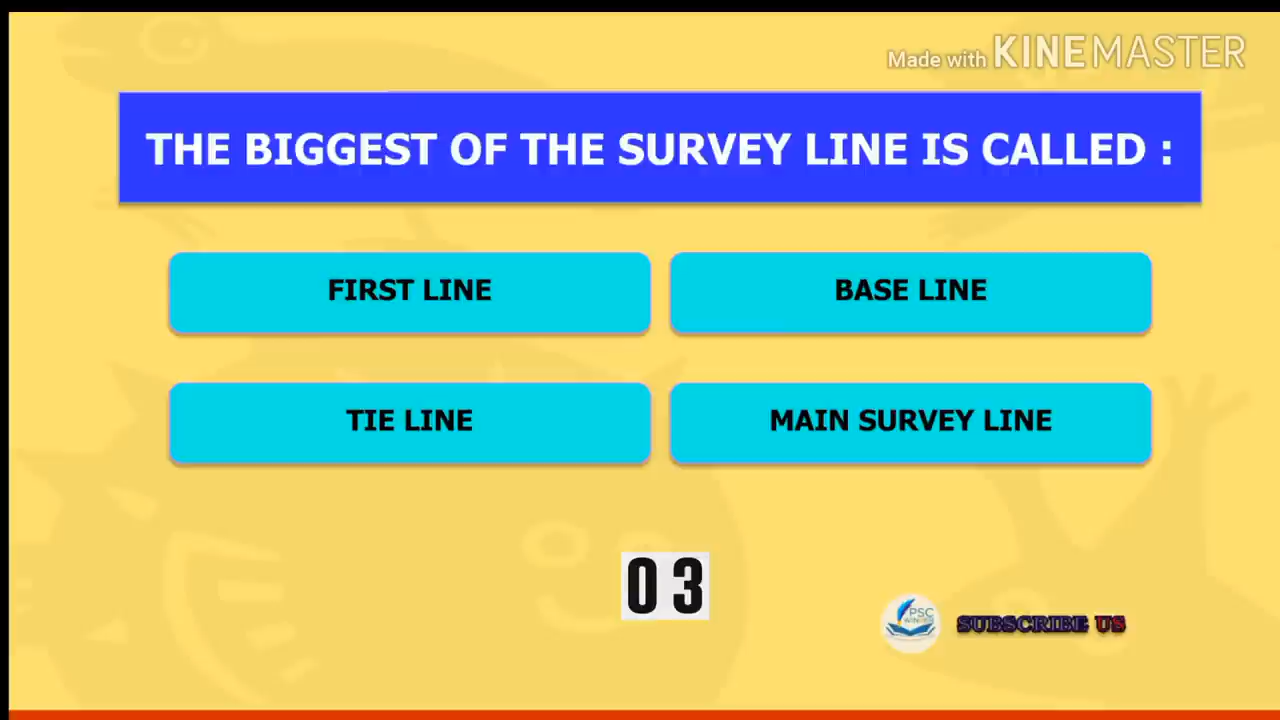 Made with KINEMASTER
THE BIGGEST OF THE SURVEY LINE IS CALLED :
FIRST LINE
BASE LINE
TIE LINE
MAIN SURVEY LINE
03
PSC
SUBSCRIBE US